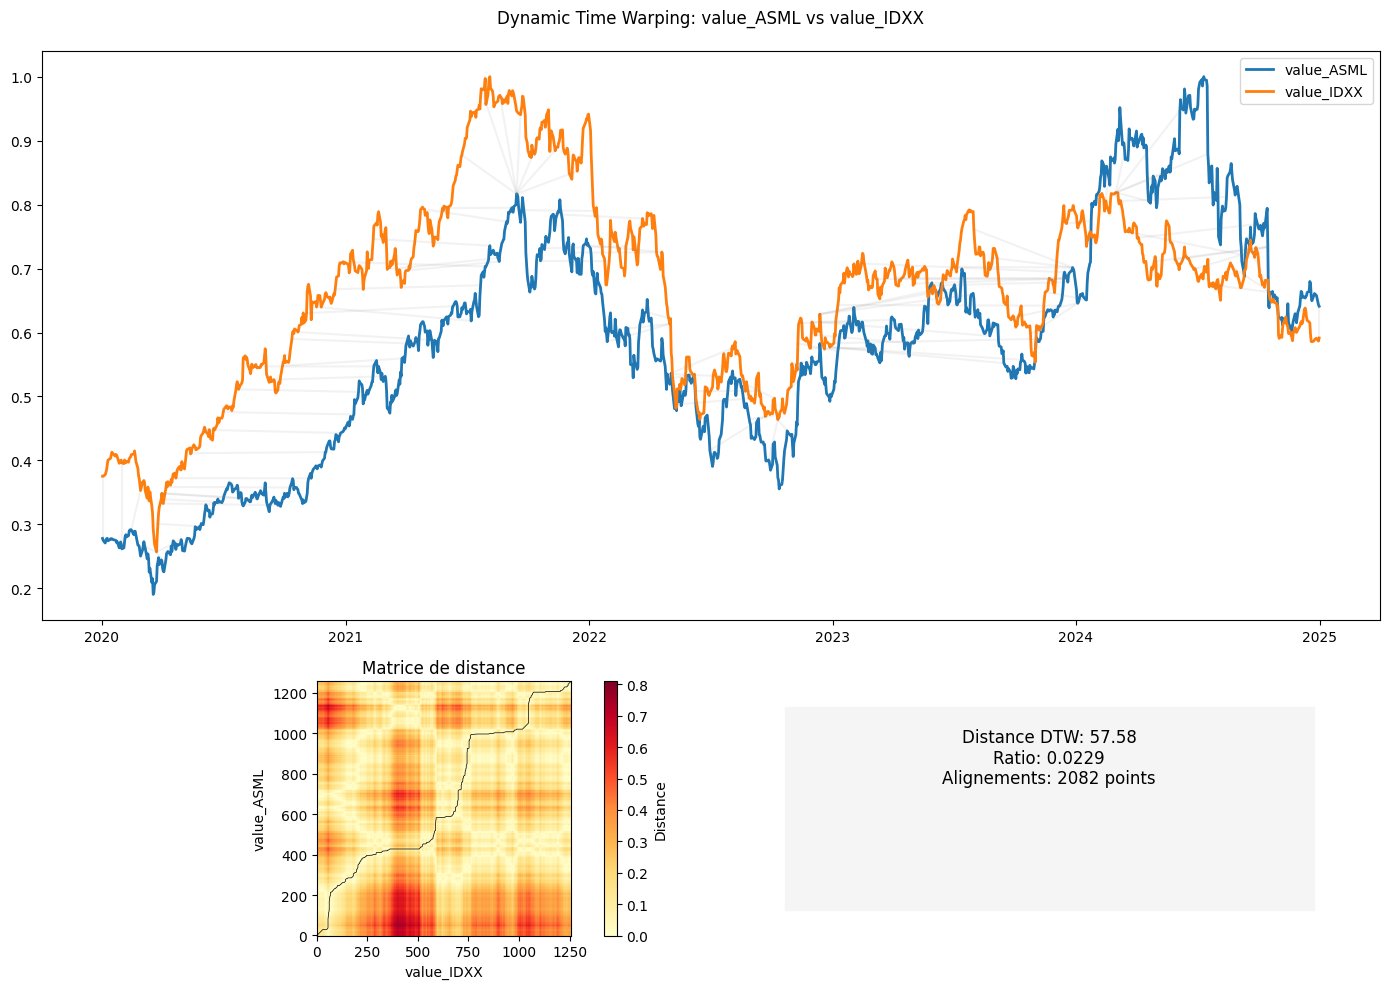 Dynamic Time Warping: value_ASML vs value_IDXX
value_ASML
value_IDXX
1.0
0.9
0.8
0.7
0.6
0.5
0.4
0.3
0.2
2020 2021 2022 2023 2024 2025
Matrice de distance
value_ASML
1200
1000
800
600
400
200
0
0 250 500 750 1000 1250
value_IDXX
0.8
0.7
0.6
0.5
0.4
0.3
0.2
0.1
0.0
Distance
Distance DTW: 57.58
Ratio: 0.0229
Alignements: 2082 points